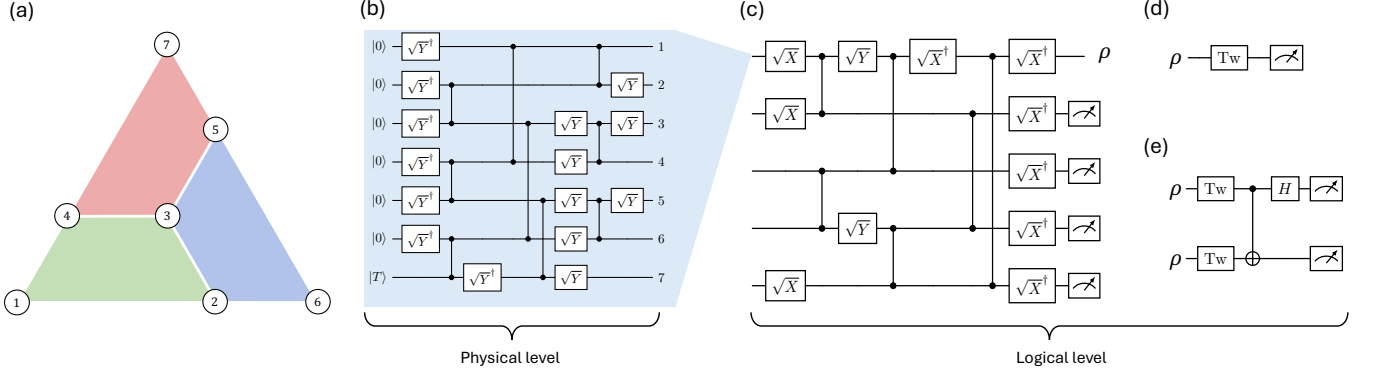 (a)
7
5
4
3
1
2
6
(b)
|0⟩ √Y† 1
|0⟩ √Y† √Y 2
|0⟩ √Y† √Y √Y 3
|0⟩ √Y† √Y 4
|0⟩ √Y† √Y √Y 5
|0⟩ √Y† √Y 6
|T⟩ √Y† √Y 7
Physical level
(c)
√X √Y √X† √X† ρ
√X √X†
√X†
√Y √X†
√X √X†
Logical level
(d)
ρ Tw
(e)
ρ Tw H
ρ Tw